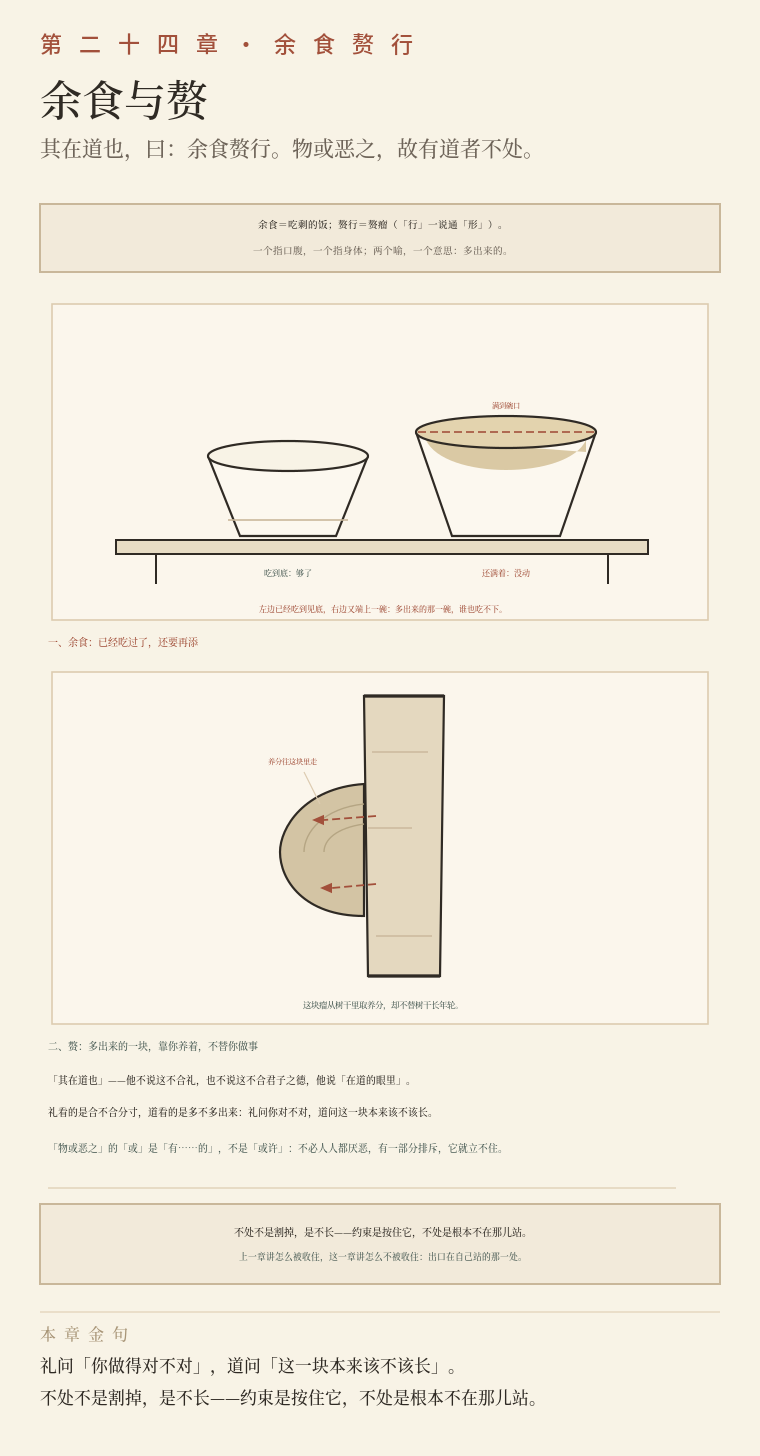 第二十四章·余食赘行
余食与赘
其在道也，曰：余食赘行。物或恶之，故有道者不处。
余食＝吃剩的饭；赘行＝赘瘤（「行」一说通「形」）。
一个指口腹，一个指身体；两个喻，一个意思：多出来的。
满到碗口
吃到底：够了
还满着：没动
左边已经吃到见底，右边又端上一碗：多出来的那一碗，谁也吃不下。
一、余食：已经吃过了，还要再添
养分往这块里走
这块瘤从树干里取养分，却不替树干长年轮。
二、赘：多出来的一块，靠你养着，不替你做事
「其在道也」——他不说这不合礼，也不说这不合君子之德，他说「在道的眼里」。
礼看的是合不合分寸，道看的是多不多出来：礼问你对不对，道问这一块本来该不该长。
「物或恶之」的「或」是「有……的」，不是「或许」：不必人人都厌恶，有一部分排斥，它就立不住。
不处不是割掉，是不长——约束是按住它，不处是根本不在那儿站。
上一章讲怎么被收住，这一章讲怎么不被收住：出口在自己站的那一处。
本章金句
礼问「你做得对不对」，道问「这一块本来该不该长」。
不处不是割掉，是不长——约束是按住它，不处是根本不在那儿站。